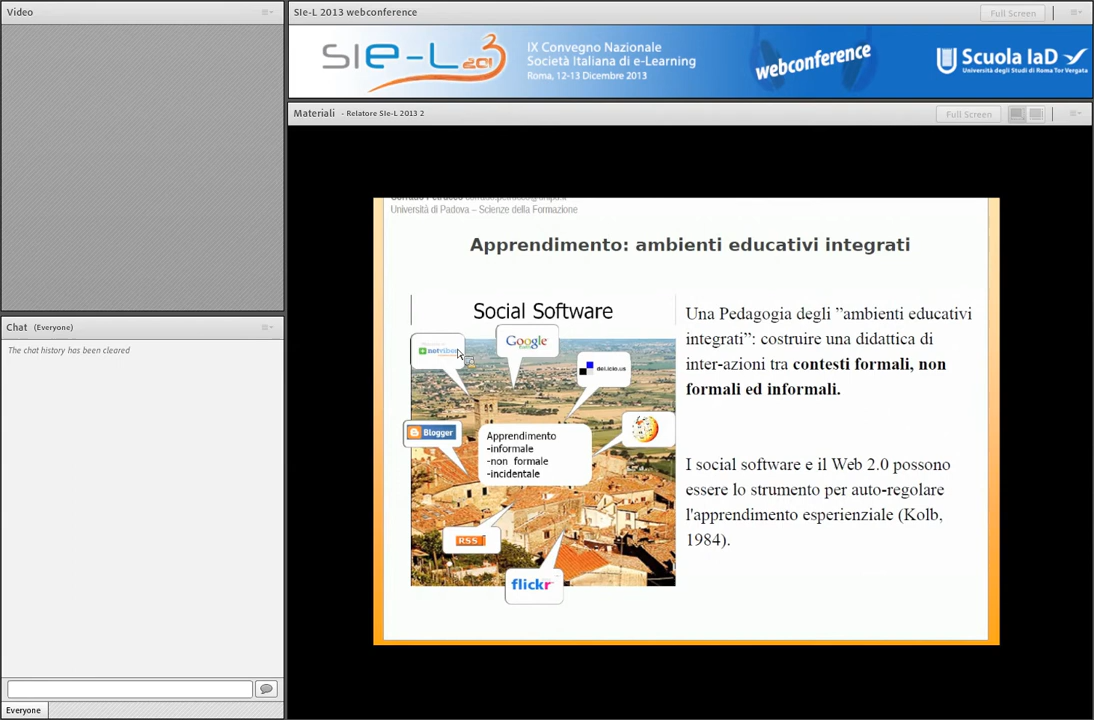 Video
SIe-L 2013 webconference
Full Screen
SIe-L 2013
IX Convegno Nazionale
Società Italiana di e-Learning
Roma, 12-13 Dicembre 2013
webconference
Scuola IaD
Università degli Studi di Roma Tor Vergata
Materiali - Relatore SIe-L 2013 2
Full Screen
Università di Padova – Scienze della Formazione
Apprendimento: ambienti educativi integrati
Social Software
netvibes
Google
del.icio.us
Blogger
Apprendimento
-informale
-non formale
-incidentale
RSS
flickr
Una Pedagogia degli ”ambienti educativi
integrati”: costruire una didattica di
inter-azioni tra contesti formali, non
formali ed informali.
I social software e il Web 2.0 possono
essere lo strumento per auto-regolare
l'apprendimento esperienziale (Kolb,
1984).
Chat (Everyone)
The chat history has been cleared
Everyone